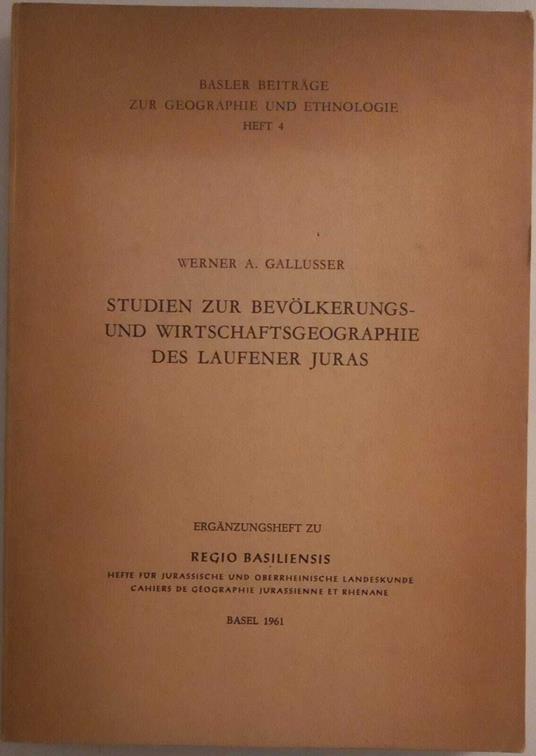 BASLER BEITRÄGE
ZUR GEOGRAPHIE UND ETHNOLOGIE
HEFT 4
WERNER A. GALLUSSER
STUDIEN ZUR BEVÖLKERUNGS-
UND WIRTSCHAFTSGEOGRAPHIE
DES LAUFENER JURAS
ERGÄNZUNGSHEFT ZU
REGIO BASILIENSIS
HEFTE FÜR JURASSISCHE UND OBERRHEINISCHE LANDESKUNDE
CAHIERS DE GÉOGRAPHIE JURASSIENNE ET RHÉNANE
BASEL 1961